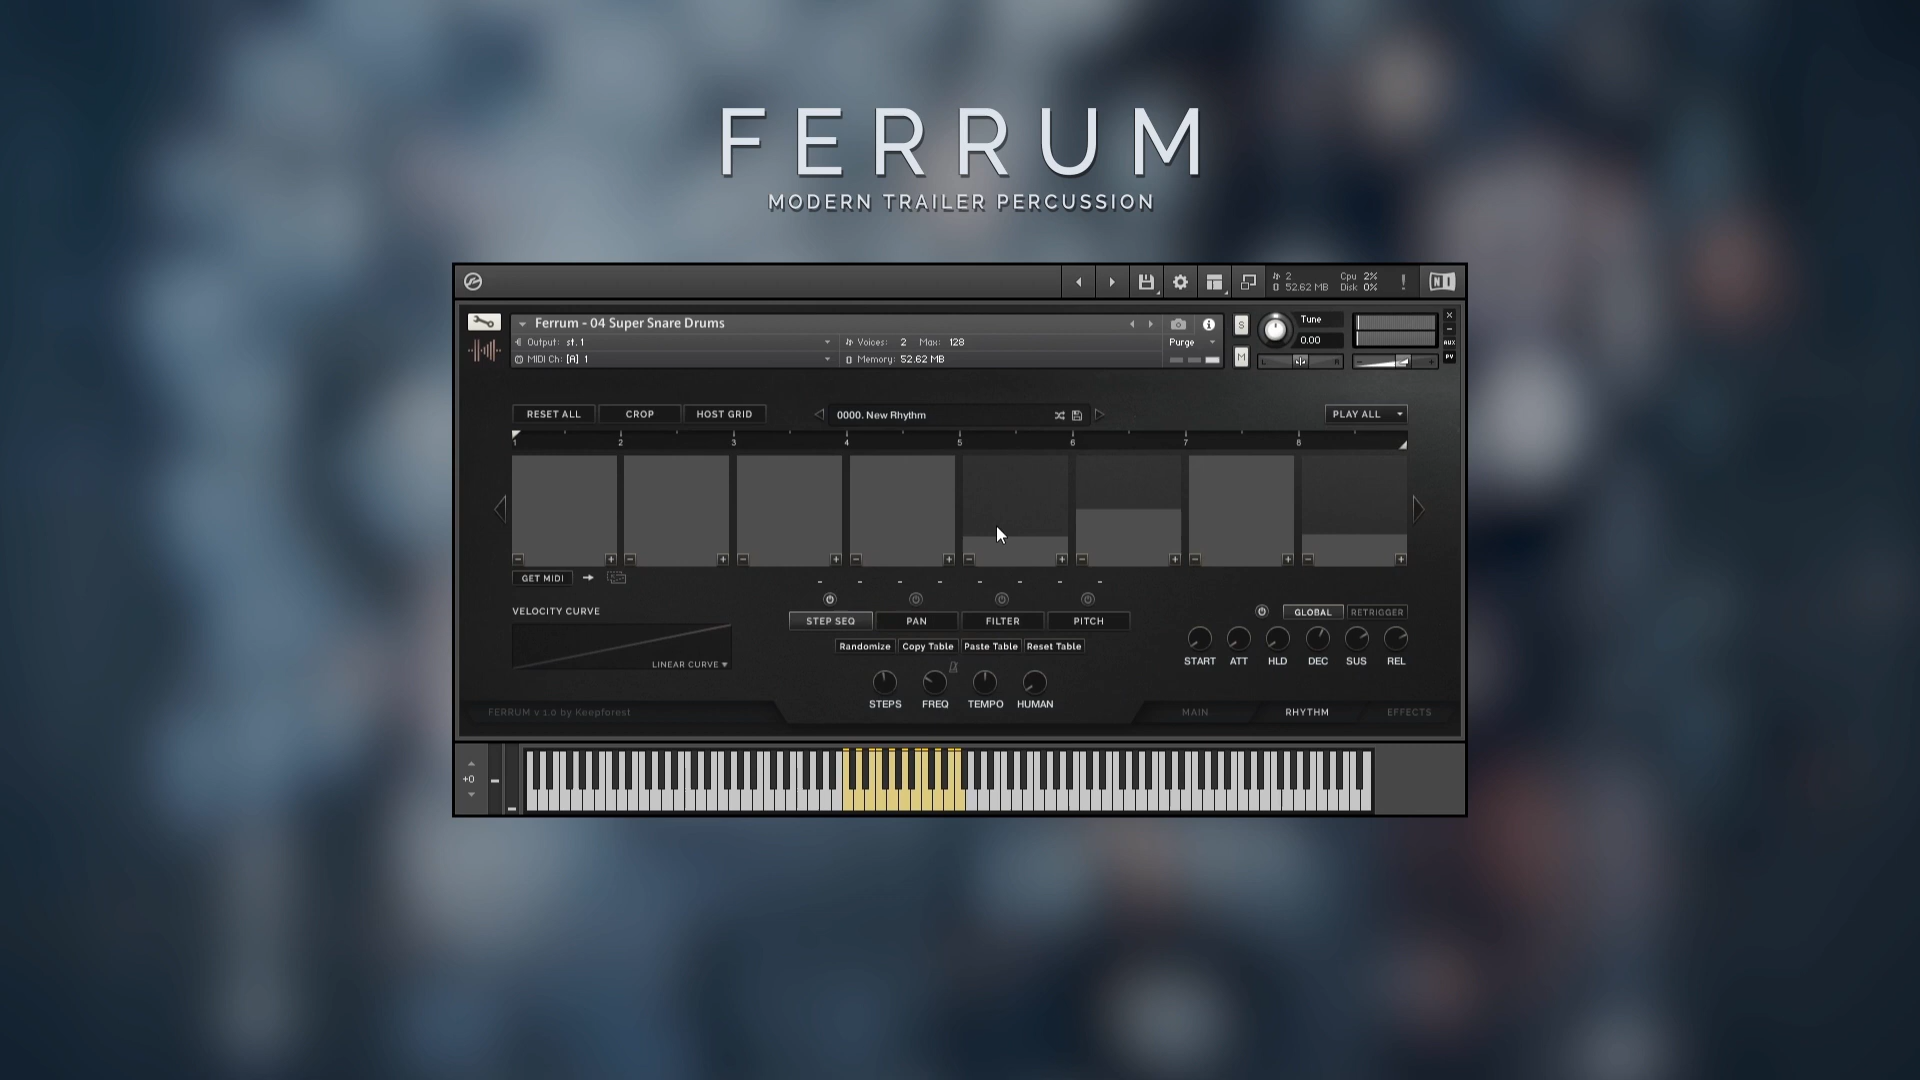 FERRUM
MODERN TRAILER PERCUSSION
2 Cpu 2%
52.62 MB Disk 0% ! NI
Ferrum - 04 Super Snare Drums S Tune
Output: st.1 Voices: 2 Max: 128 Purge 0.00 AUX
MIDI Ch: [A] 1 Memory: 52.62 MB M L R - + PV
RESET ALL CROP HOST GRID 0000. New Rhythm PLAY ALL
1 2 3 4 5 6 7 8
- + - + - + - + - + - + - + - +
GET MIDI
- - - - - - - -
VELOCITY CURVE GLOBAL RETRIGGER
STEP SEQ PAN FILTER PITCH
Randomize Copy Table Paste Table Reset Table
LINEAR CURVE START ATT HLD DEC SUS REL
STEPS FREQ TEMPO HUMAN
FERRUM v 1.0 by Keepforest MAIN RHYTHM EFFECTS
+0